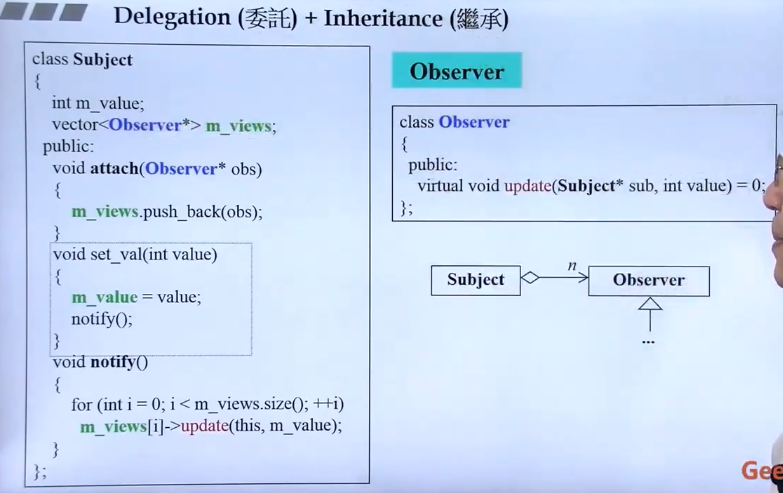 Delegation (委託) + Inheritance (繼承)
class Subject
{
int m_value;
vector<Observer*> m_views;
public:
void attach(Observer* obs)
{
m_views.push_back(obs);
}
void set_val(int value)
{
m_value = value;
notify();
}
void notify()
{
for (int i = 0; i < m_views.size(); ++i)
m_views[i]->update(this, m_value);
}
};
Observer
class Observer
{
public:
virtual void update(Subject* sub, int value) = 0;
};
Subject
n
Observer
...
Gee